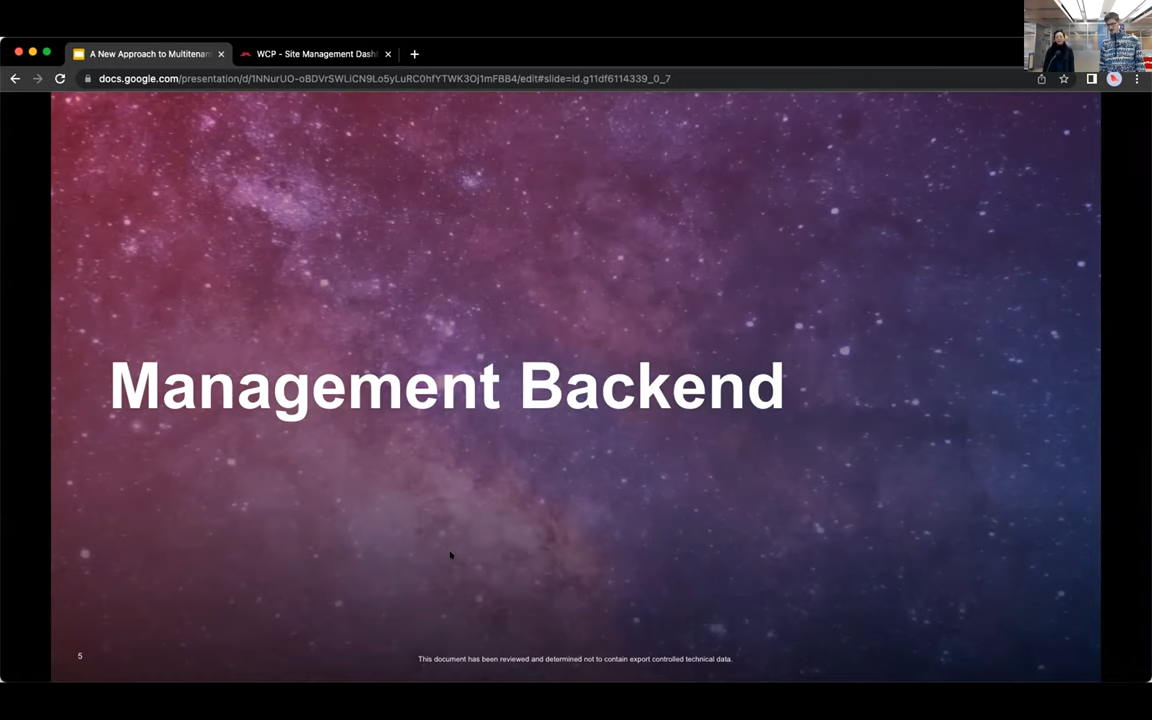 A New Approach to Multitenan
WCP - Site Management Dash
docs.google.com/presentation/d/1NNurUO-oBDVrSWLiCN9Lo5yLuRC0hfYTWK3Oj1mFBB4/edit#slide=id.g11df6114339_0_7
Management Backend
5
This document has been reviewed and determined not to contain export controlled technical data.